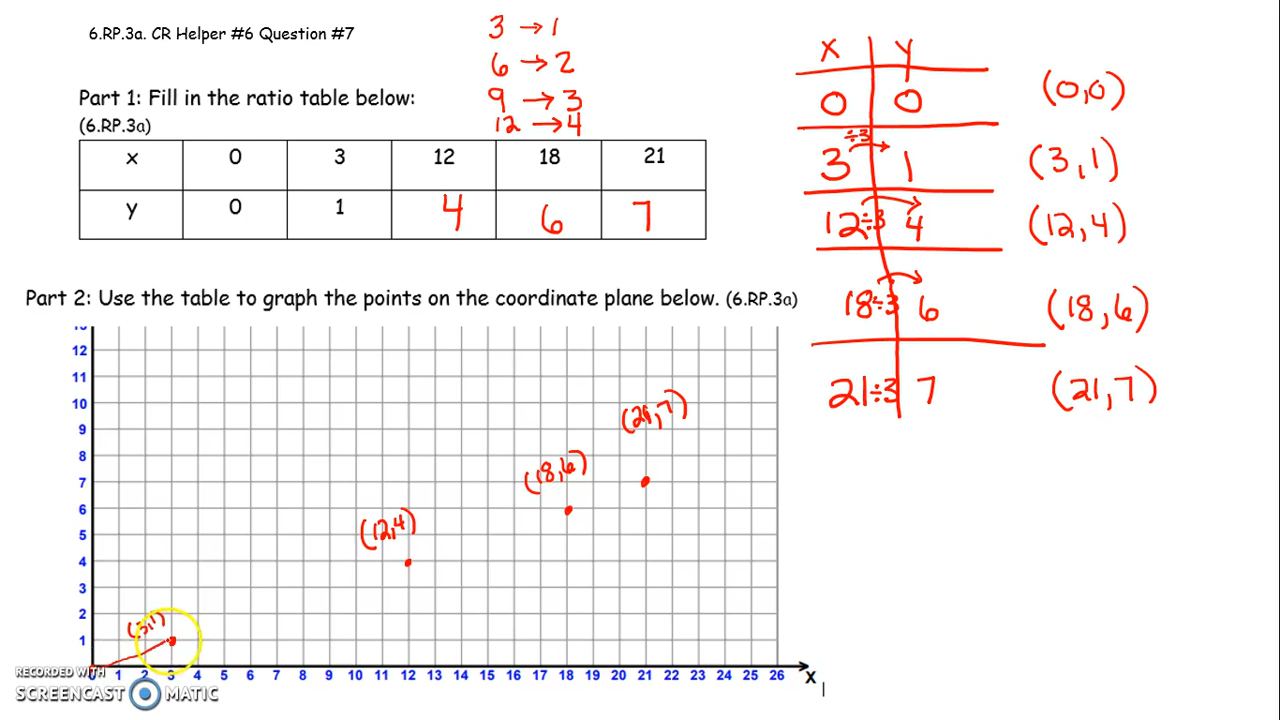 6.RP.3a. CR Helper #6 Question #7
3 → 1
6 → 2
9 → 3
12 → 4
Part 1: Fill in the ratio table below:
(6.RP.3a)
x 0 3 12 18 21
y 0 1 4 6 7
X Y
0 0 (0,0)
÷3
3 1 (3,1)
12÷3 4 (12,4)
18÷3 6 (18,6)
21÷3 7 (21,7)
Part 2: Use the table to graph the points on the coordinate plane below. (6.RP.3a)
13
12
11
10
9
8
7
6
5
4
3
2
1
(21,7)
(18,6)
(12,4)
(3,1)
1 2 3 4 5 6 7 8 9 10 11 12 13 14 15 16 17 18 19 20 21 22 23 24 25 26 X
RECORDED WITH
SCREENCAST MATIC